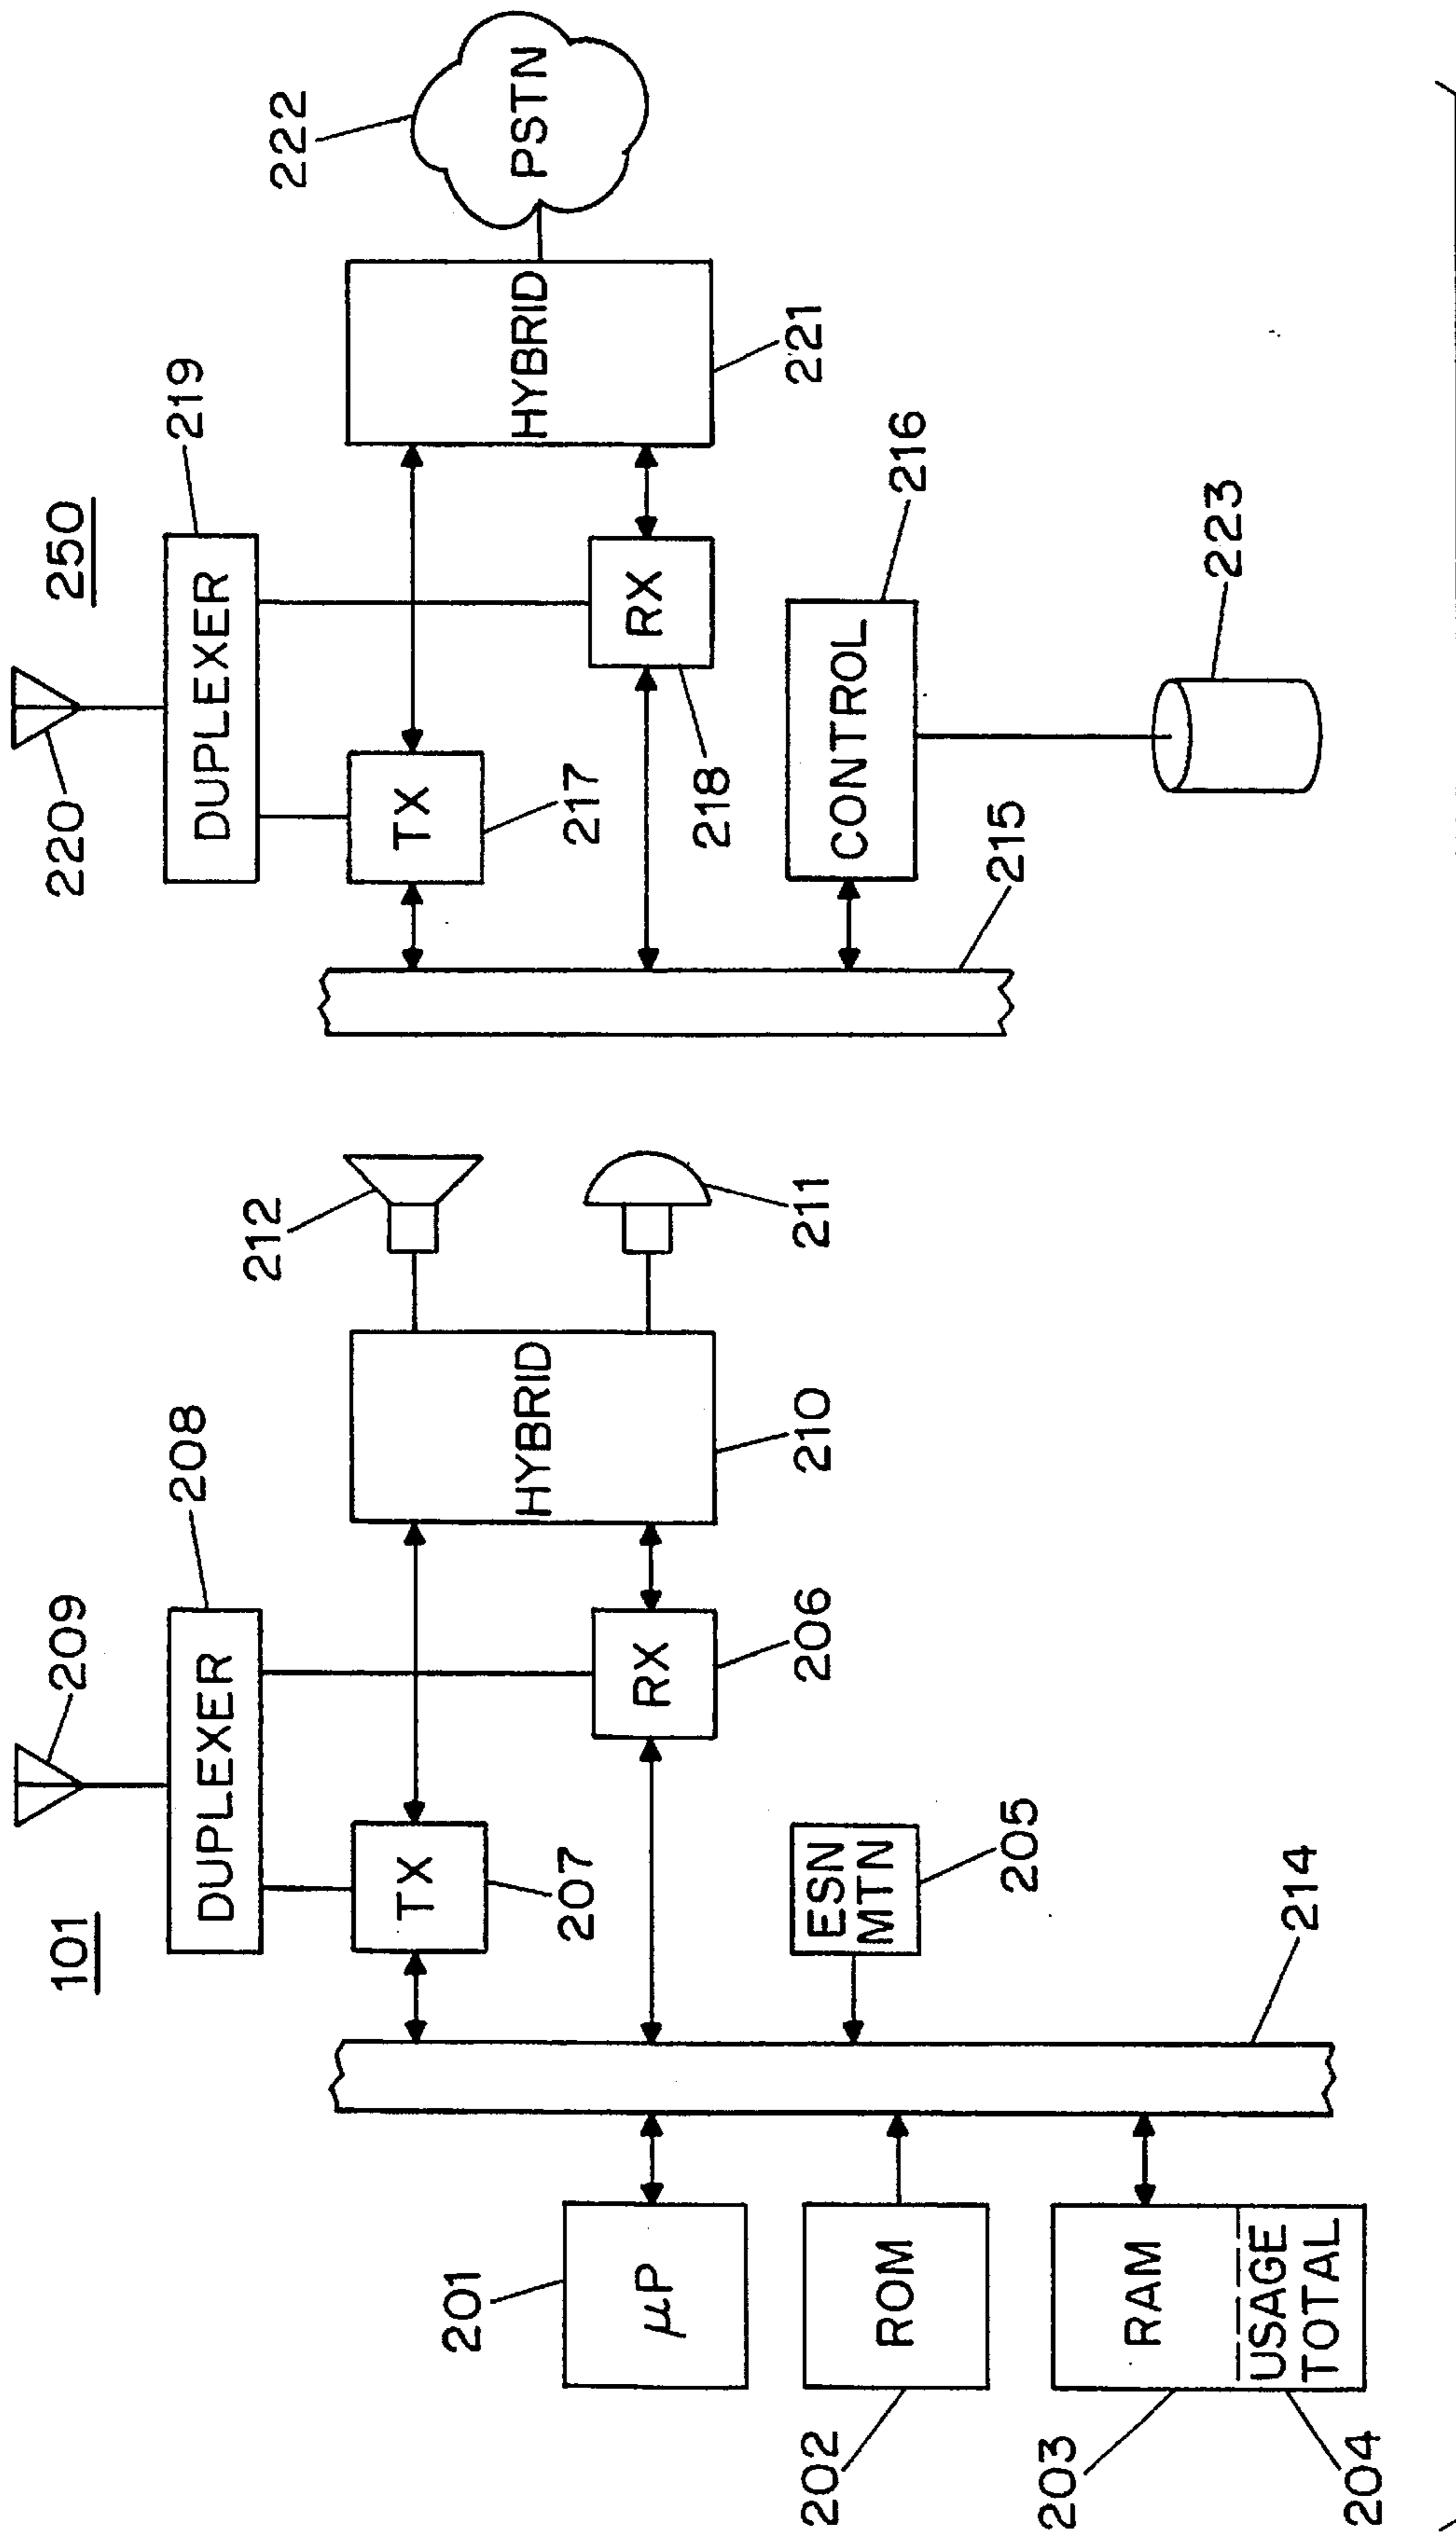 101
209
DUPLEXER
208
212
TX
207
HYBRID
RX
206
210
211
201
μP
ESN
MTN
205
202
ROM
203
RAM
204
USAGE
TOTAL
214
220
250
DUPLEXER
219
222
TX
217
HYBRID
PSTN
RX
218
221
CONTROL
216
215
223